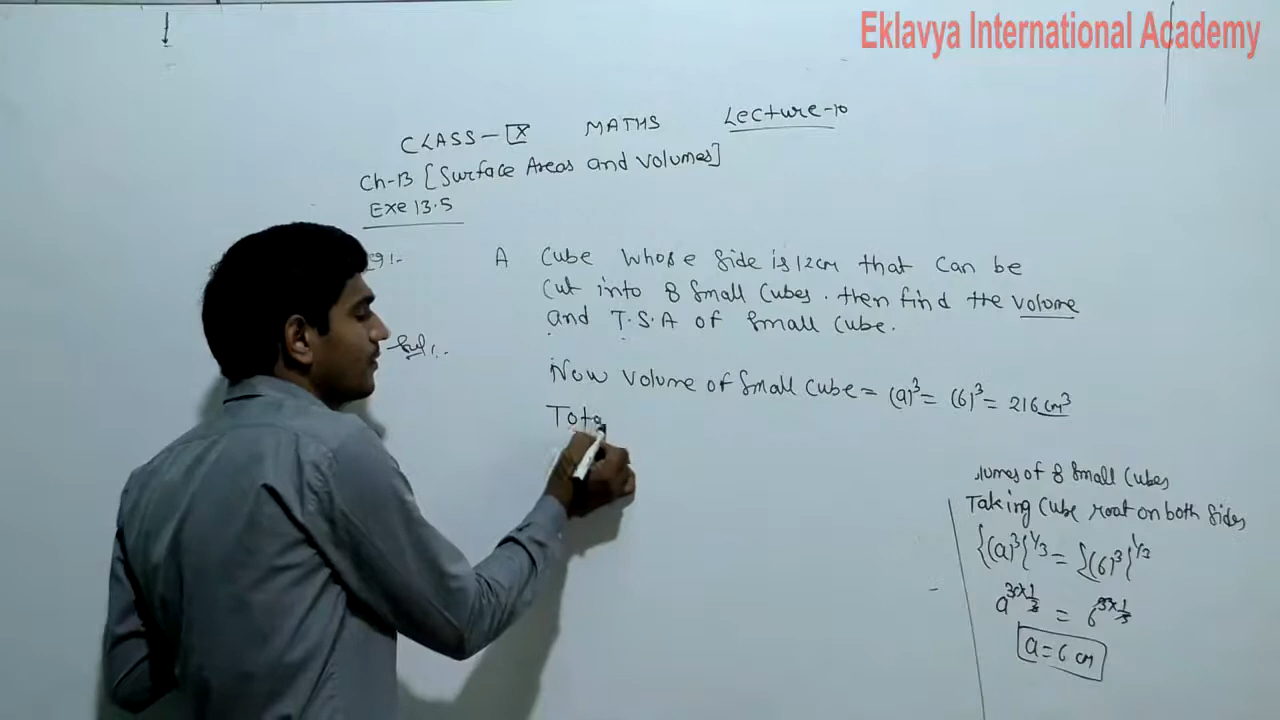 Eklavya International Academy
CLASS - X MATHS Lecture-10
Ch-13 [Surface Areas and Volumes]
Exe 13.5
A Cube whose side is 12cm that can be
cut into 8 small cubes. then find the volume
and T.S.A of small cube.
Sol:-
Now volume of small cube = (a)³ = (6)³ = 216 cm³
Tota
lumes of 8 small cubes
Taking cube root on both sides
{(a)³}^1/3 = {(6)³}^1/3
a^3×1/3 = 6^3×1/3
a = 6 cm